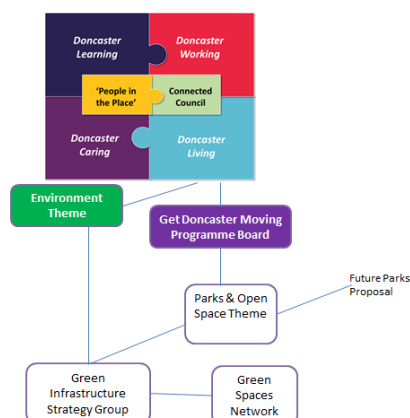 Doncaster
Learning
Doncaster
Working
'People in
the Place'
Connected
Council
Doncaster
Caring
Doncaster
Living
Environment
Theme
Get Doncaster Moving
Programme Board
Future Parks
Proposal
Parks & Open
Space Theme
Green
Infrastructure
Strategy Group
Green
Spaces
Network